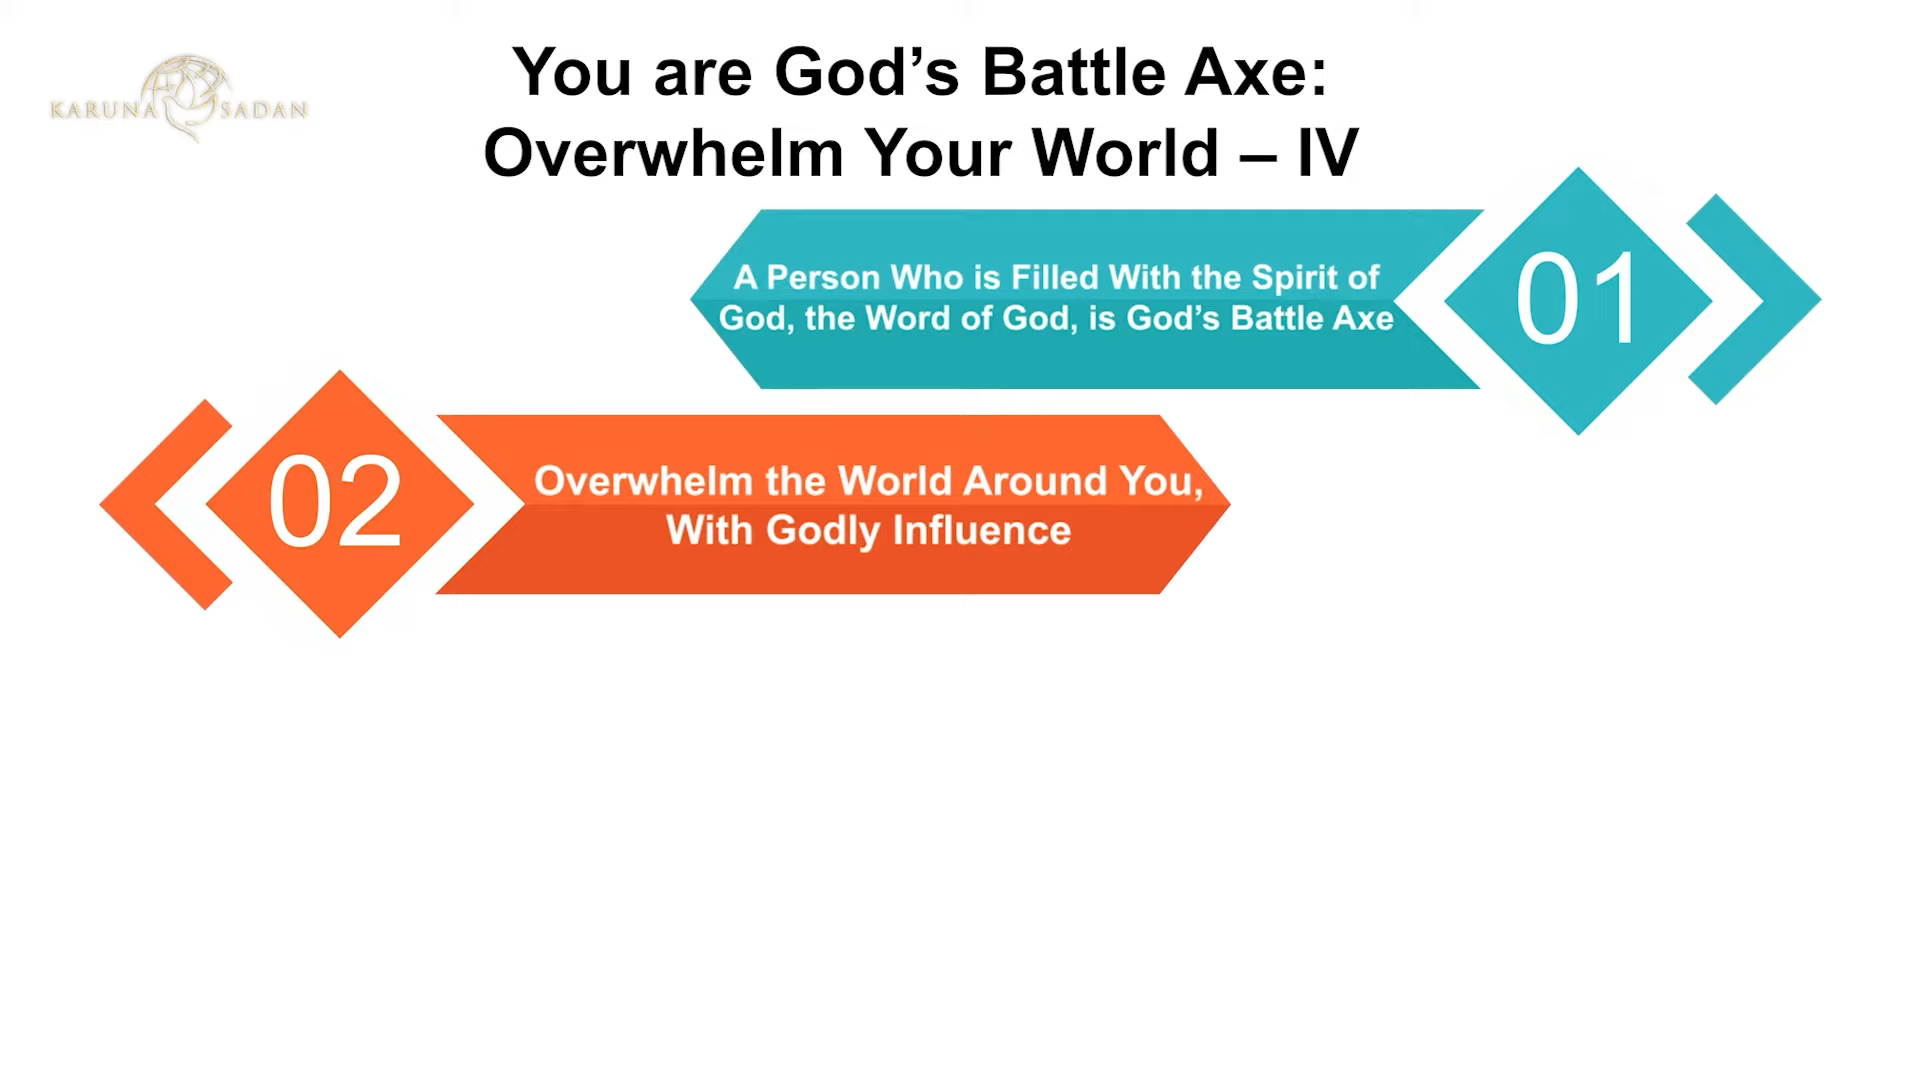 KARUNA SADAN
You are God’s Battle Axe:
Overwhelm Your World – IV
A Person Who is Filled With the Spirit of
God, the Word of God, is God’s Battle Axe
01
02
Overwhelm the World Around You,
With Godly Influence